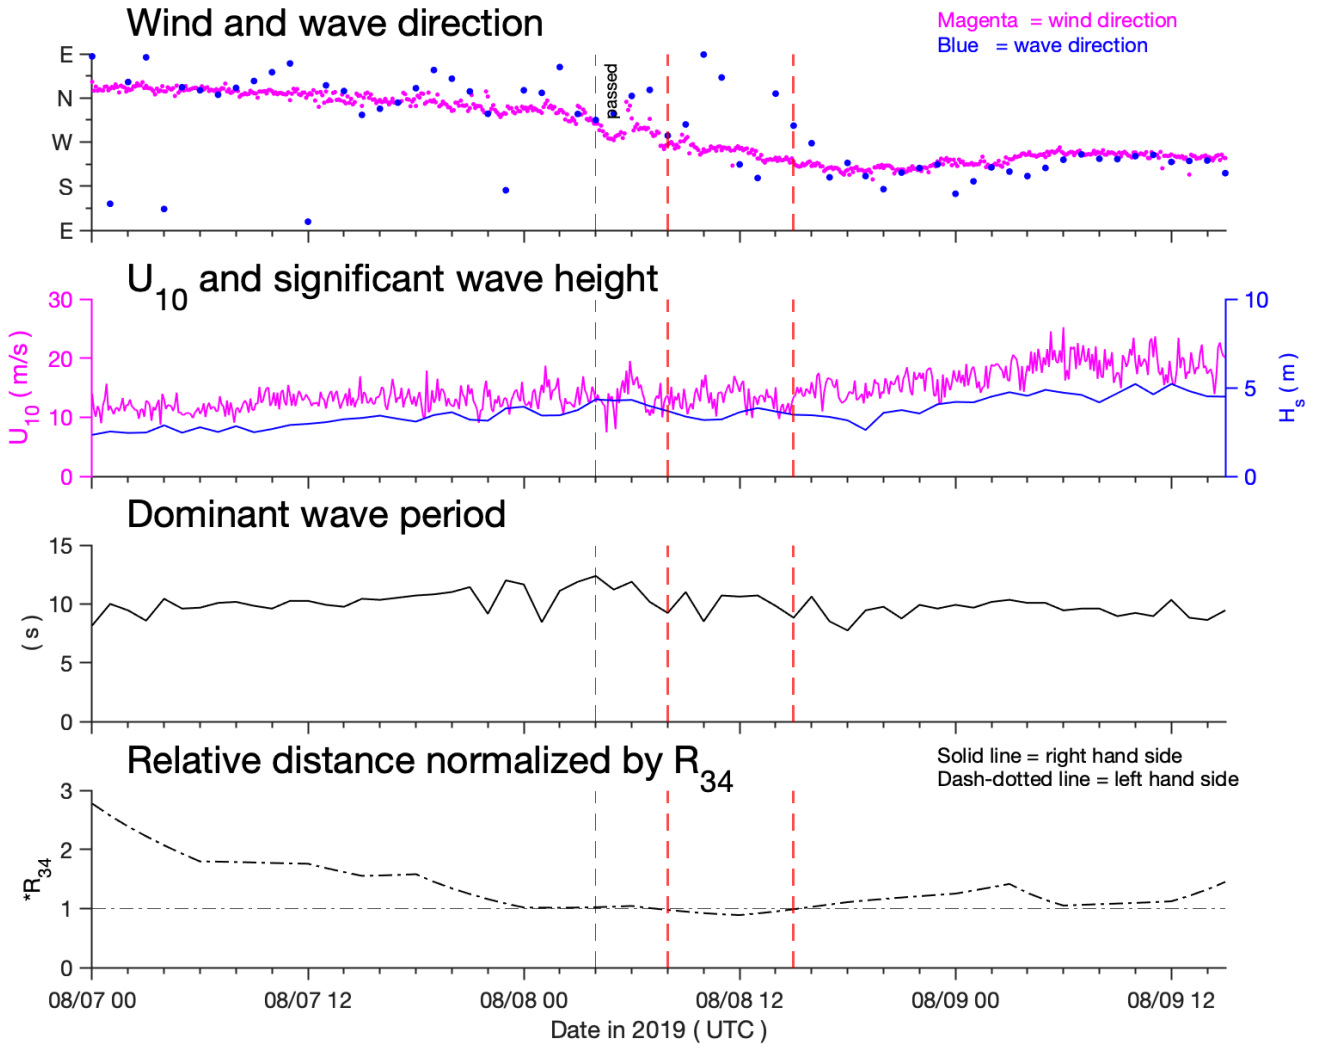 Wind and wave direction
Magenta = wind direction
Blue = wave direction
E
N
W
S
E
passed
U10 and significant wave height
30
20
10
0
U10 ( m/s )
10
5
0
Hs ( m )
Dominant wave period
15
10
5
0
( s )
Relative distance normalized by R34
Solid line = right hand side
Dash-dotted line = left hand side
3
2
1
0
*R34
08/07 00
08/07 12
08/08 00
08/08 12
08/09 00
08/09 12
Date in 2019 ( UTC )